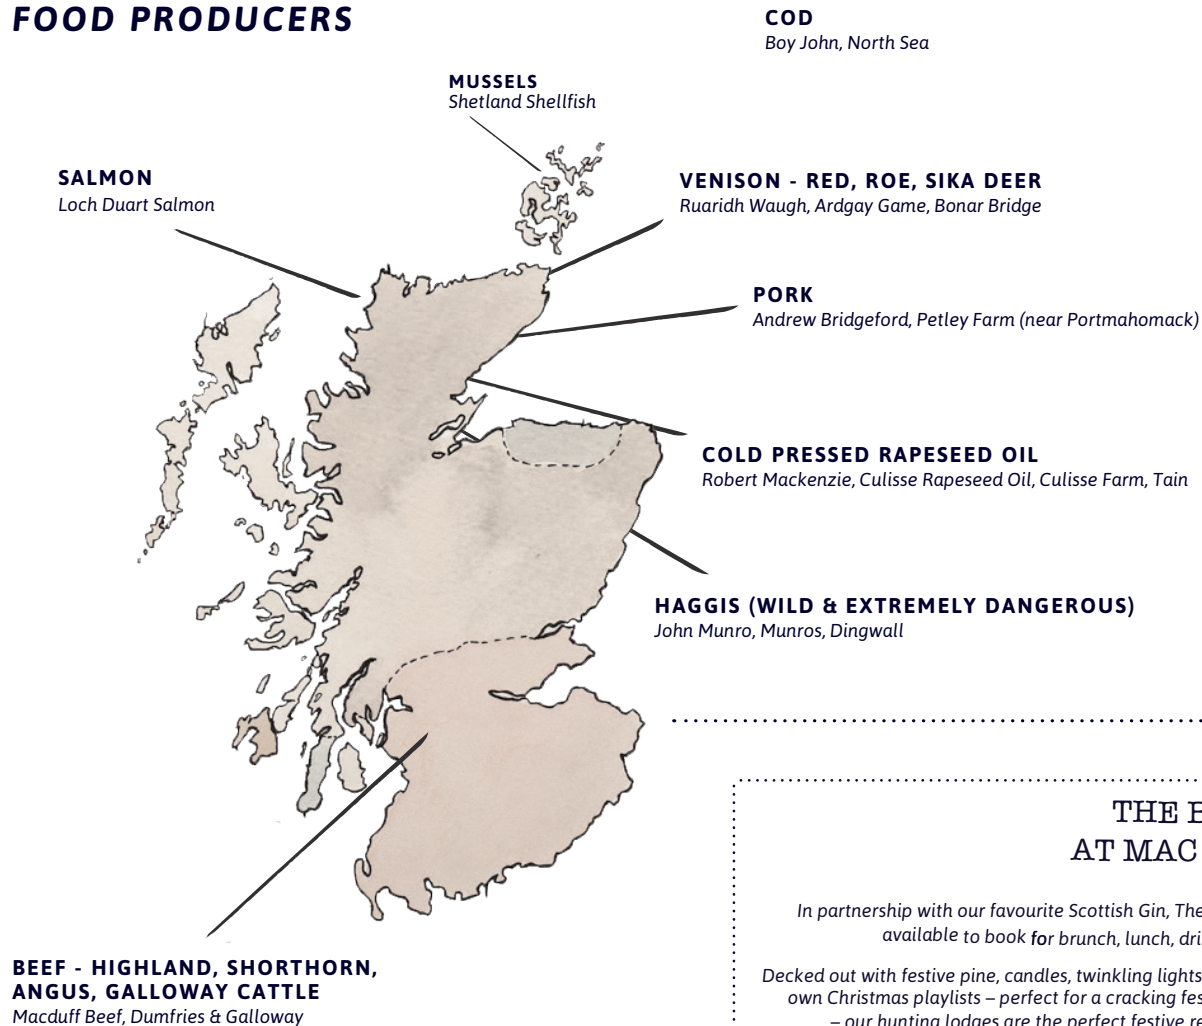 FOOD PRODUCERS
COD
Boy John, North Sea
MUSSELS
Shetland Shellfish
SALMON
Loch Duart Salmon
VENISON - RED, ROE, SIKA DEER
Ruaridh Waugh, Ardgay Game, Bonar Bridge
PORK
Andrew Bridgeford, Petley Farm (near Portmahomack)
COLD PRESSED RAPESEED OIL
Robert Mackenzie, Culisse Rapeseed Oil, Culisse Farm, Tain
HAGGIS (WILD & EXTREMELY DANGEROUS)
John Munro, Munros, Dingwall
BEEF - HIGHLAND, SHORTHORN,
ANGUS, GALLOWAY CATTLE
Macduff Beef, Dumfries & Galloway
THE
AT MAC
In partnership with our favourite Scottish Gin, The
available to book for brunch, lunch,
Decked out with festive pine, candles, twinkling lights
own Christmas playlists – perfect for a cracking
– our hunting lodges are the perfect festive